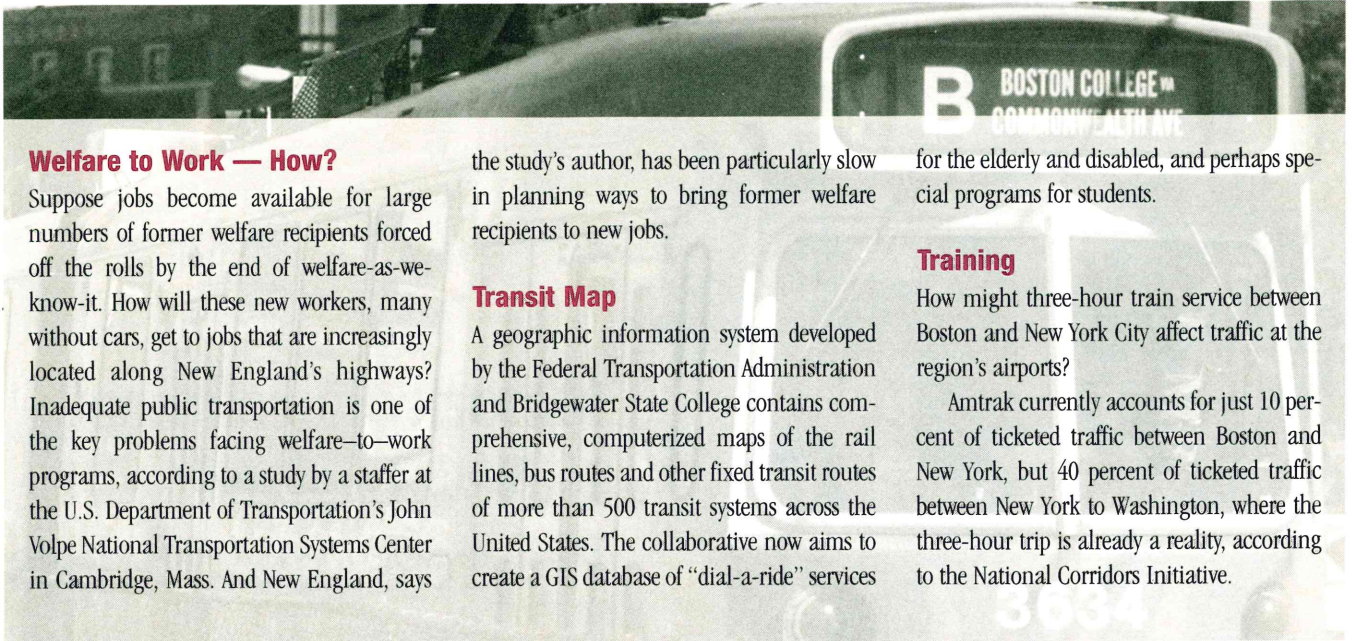 B BOSTON COLLEGE VIA
COMMONWEALTH AVE
Welfare to Work — How?
Suppose jobs become available for large
numbers of former welfare recipients forced
off the rolls by the end of welfare-as-we-
know-it. How will these new workers, many
without cars, get to jobs that are increasingly
located along New England's highways?
Inadequate public transportation is one of
the key problems facing welfare–to–work
programs, according to a study by a staffer at
the U.S. Department of Transportation's John
Volpe National Transportation Systems Center
in Cambridge, Mass. And New England, says
the study's author, has been particularly slow
in planning ways to bring former welfare
recipients to new jobs.
Transit Map
A geographic information system developed
by the Federal Transportation Administration
and Bridgewater State College contains com-
prehensive, computerized maps of the rail
lines, bus routes and other fixed transit routes
of more than 500 transit systems across the
United States. The collaborative now aims to
create a GIS database of “dial-a-ride” services
for the elderly and disabled, and perhaps spe-
cial programs for students.
Training
How might three-hour train service between
Boston and New York City affect traffic at the
region's airports?
Amtrak currently accounts for just 10 per-
cent of ticketed traffic between Boston and
New York, but 40 percent of ticketed traffic
between New York to Washington, where the
three-hour trip is already a reality, according
to the National Corridors Initiative.
3634